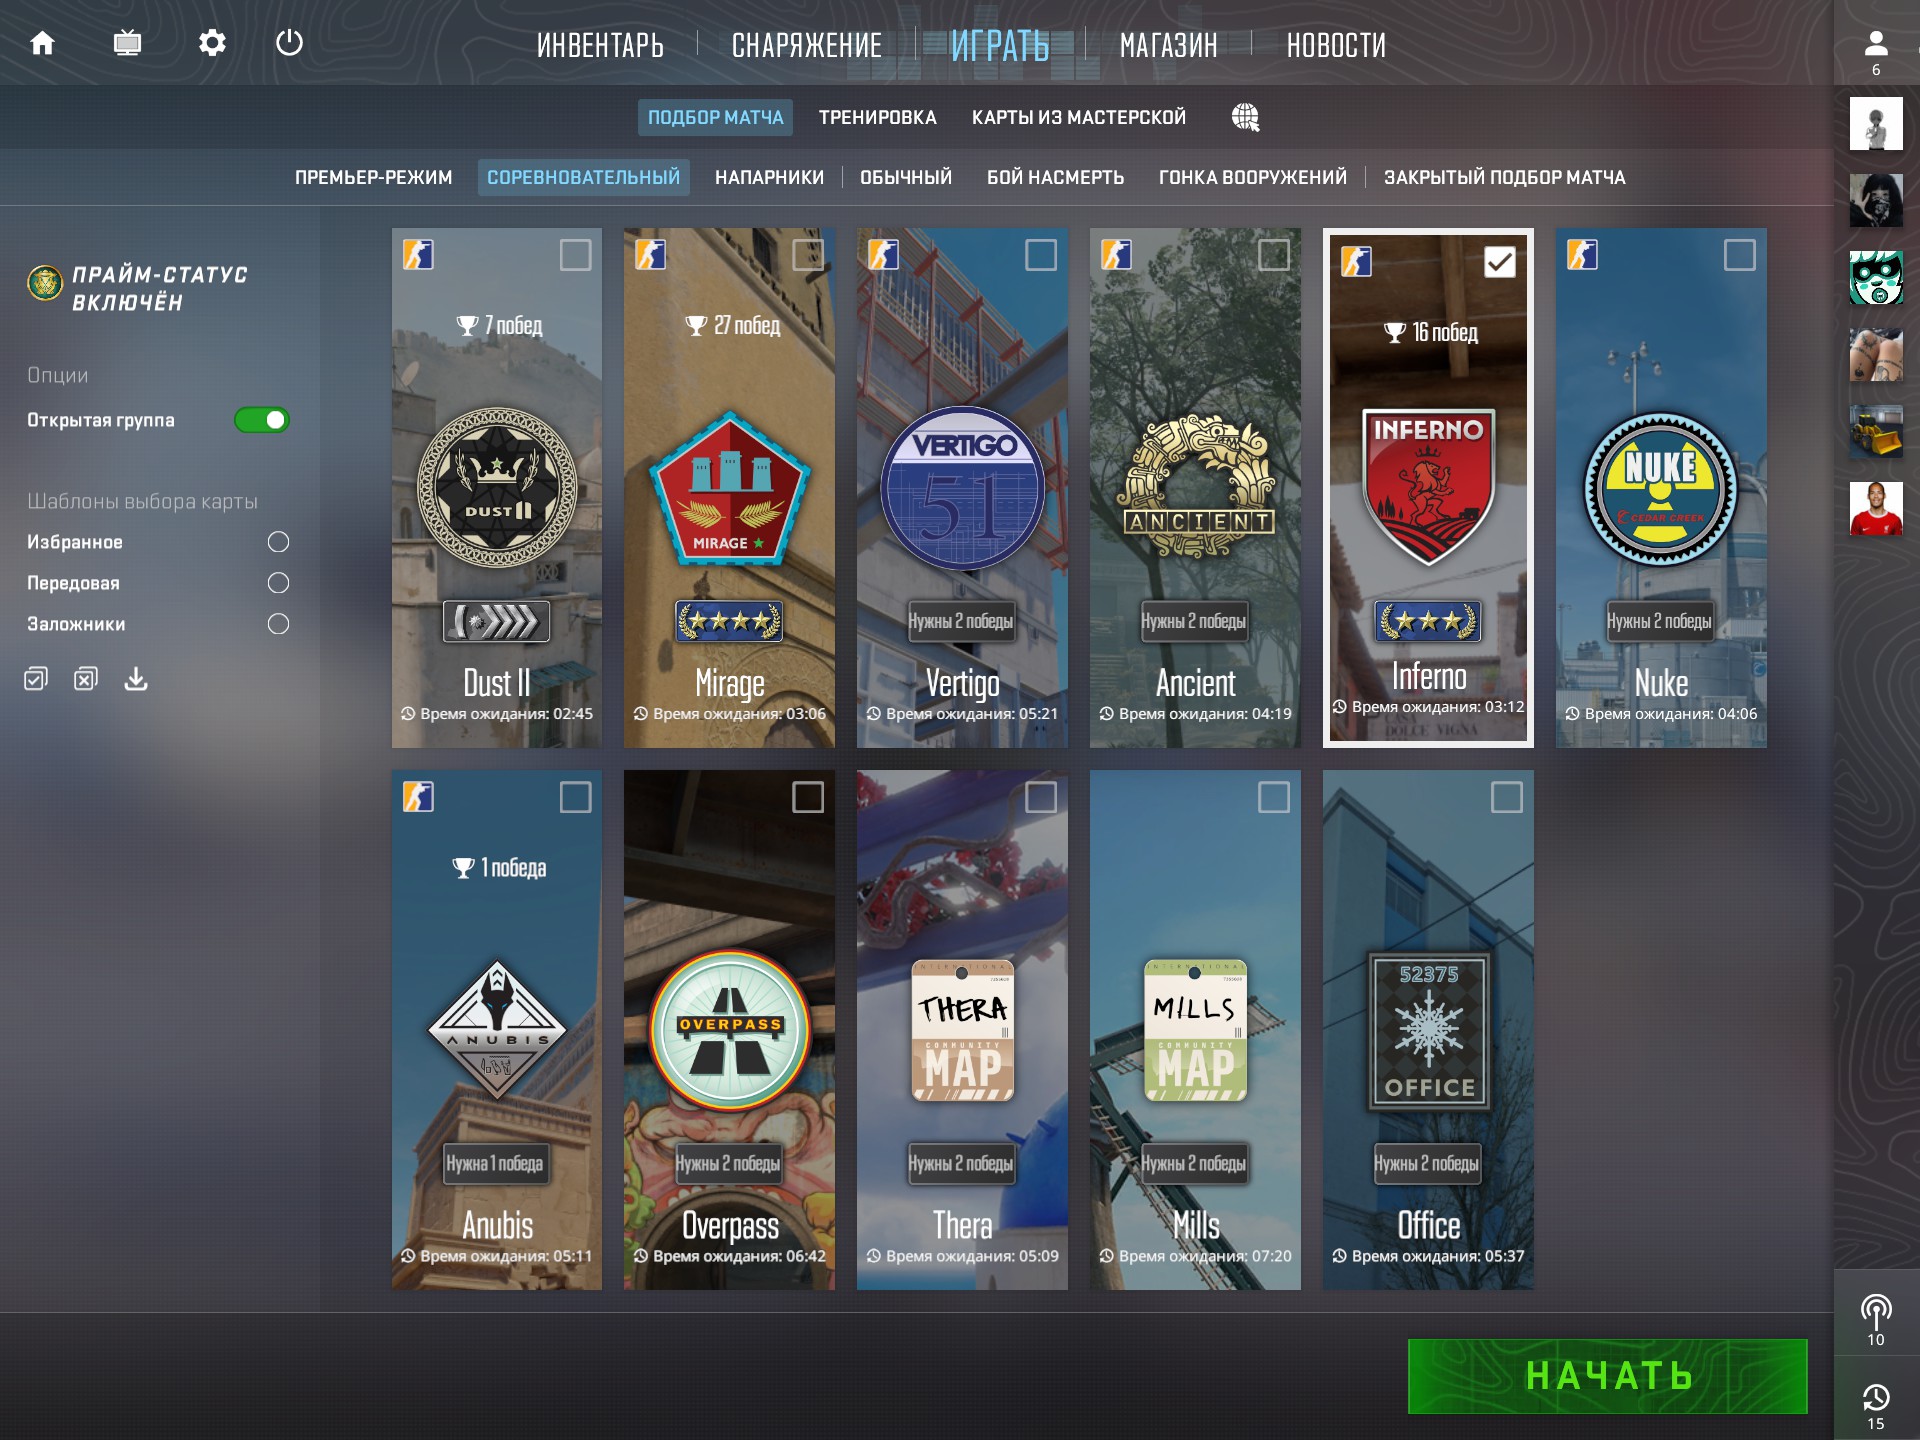 ИНВЕНТАРЬ
СНАРЯЖЕНИЕ
ИГРАТЬ
МАГАЗИН
НОВОСТИ
6
ПОДБОР МАТЧА
ТРЕНИРОВКА
КАРТЫ ИЗ МАСТЕРСКОЙ
ПРЕМЬЕР-РЕЖИМ
СОРЕВНОВАТЕЛЬНЫЙ
НАПАРНИКИ
ОБЫЧНЫЙ
БОЙ НАСМЕРТЬ
ГОНКА ВООРУЖЕНИЙ
ЗАКРЫТЫЙ ПОДБОР МАТЧА
ПРАЙМ-СТАТУС
ВКЛЮЧЁН
Опции
Открытая группа
Шаблоны выбора карты
Избранное
Передовая
Заложники
7 побед
DUST II
Dust II
Время ожидания: 02:45
27 побед
MIRAGE
Mirage
Время ожидания: 03:06
VERTIGO
51
Нужны 2 победы
Vertigo
Время ожидания: 05:21
ANCIENT
Нужны 2 победы
Ancient
Время ожидания: 04:19
16 побед
INFERNO
Inferno
Время ожидания: 03:12
DOLCE VIGNA
NUKE
CEDAR CREEK
Нужны 2 победы
Nuke
Время ожидания: 04:06
1 победа
ANUBIS
Нужна 1 победа
Anubis
Время ожидания: 05:11
OVERPASS
Нужны 2 победы
Overpass
Время ожидания: 06:42
INTERNATIONAL
THERA
COMMUNITY
MAP
Нужны 2 победы
Thera
Время ожидания: 05:09
INTERNATIONAL
MILLS
COMMUNITY
MAP
Нужны 2 победы
Mills
Время ожидания: 07:20
52375
OFFICE
Нужны 2 победы
Office
Время ожидания: 05:37
НАЧАТЬ
10
15